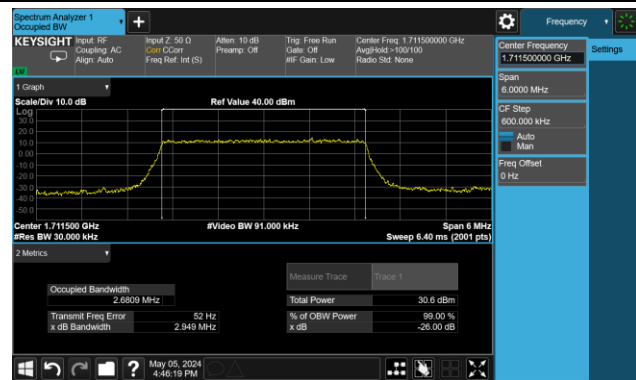 Spectrum Analyzer 1
Occupied BW
Frequency
KEYSIGHT Input: RF Input Z: 50 Ω Atten: 10 dB Trig: Free Run Center Freq: 1.711500000 GHz
Coupling: AC Corr CCorr Preamp: Off Gate: Off Avg|Hold:>100/100
Align: Auto Freq Ref: Int (S) #IF Gain: Low Radio Std: None
Center Frequency
1.711500000 GHz
Settings
Span
6.0000 MHz
CF Step
600.000 kHz
Auto
Man
Freq Offset
0 Hz
1 Graph
Scale/Div 10.0 dB Ref Value 40.00 dBm
Log
30.0
20.0
10.0
0.00
-10.0
-20.0
-30.0
-40.0
-50.0
Center 1.711500 GHz #Video BW 91.000 kHz Span 6 MHz
#Res BW 30.000 kHz Sweep 6.40 ms (2001 pts)
2 Metrics
Measure Trace Trace 1
Occupied Bandwidth
2.6809 MHz Total Power 30.6 dBm
Transmit Freq Error 52 Hz % of OBW Power 99.00 %
x dB Bandwidth 2.949 MHz x dB -26.00 dB
May 05, 2024
4:46:19 PM